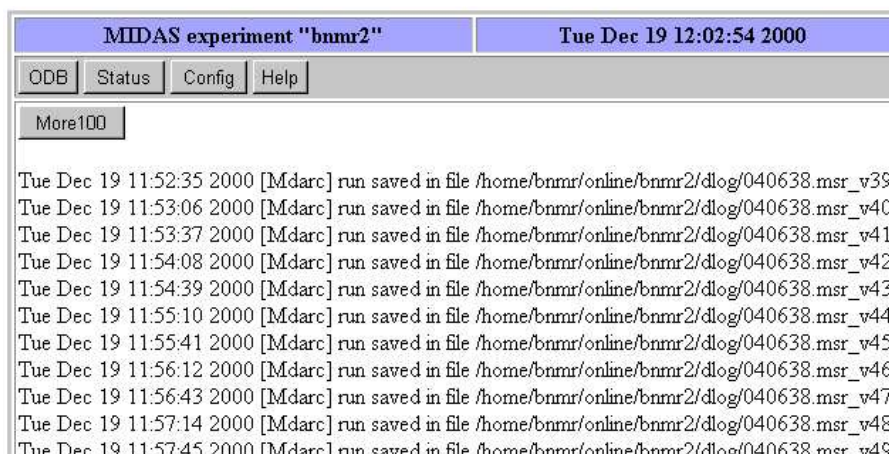 MIDAS experiment "bnmr2" Tue Dec 19 12:02:54 2000
ODB Status Config Help
More100
Tue Dec 19 11:52:35 2000 [Mdarc] run saved in file /home/bnmr/online/bnmr2/dlog/040638.msr_v39
Tue Dec 19 11:53:06 2000 [Mdarc] run saved in file /home/bnmr/online/bnmr2/dlog/040638.msr_v40
Tue Dec 19 11:53:37 2000 [Mdarc] run saved in file /home/bnmr/online/bnmr2/dlog/040638.msr_v41
Tue Dec 19 11:54:08 2000 [Mdarc] run saved in file /home/bnmr/online/bnmr2/dlog/040638.msr_v42
Tue Dec 19 11:54:39 2000 [Mdarc] run saved in file /home/bnmr/online/bnmr2/dlog/040638.msr_v43
Tue Dec 19 11:55:10 2000 [Mdarc] run saved in file /home/bnmr/online/bnmr2/dlog/040638.msr_v44
Tue Dec 19 11:55:41 2000 [Mdarc] run saved in file /home/bnmr/online/bnmr2/dlog/040638.msr_v45
Tue Dec 19 11:56:12 2000 [Mdarc] run saved in file /home/bnmr/online/bnmr2/dlog/040638.msr_v46
Tue Dec 19 11:56:43 2000 [Mdarc] run saved in file /home/bnmr/online/bnmr2/dlog/040638.msr_v47
Tue Dec 19 11:57:14 2000 [Mdarc] run saved in file /home/bnmr/online/bnmr2/dlog/040638.msr_v48
Tue Dec 19 11:57:45 2000 [Mdarc] run saved in file /home/bnmr/online/bnmr2/dlog/040638.msr_v49